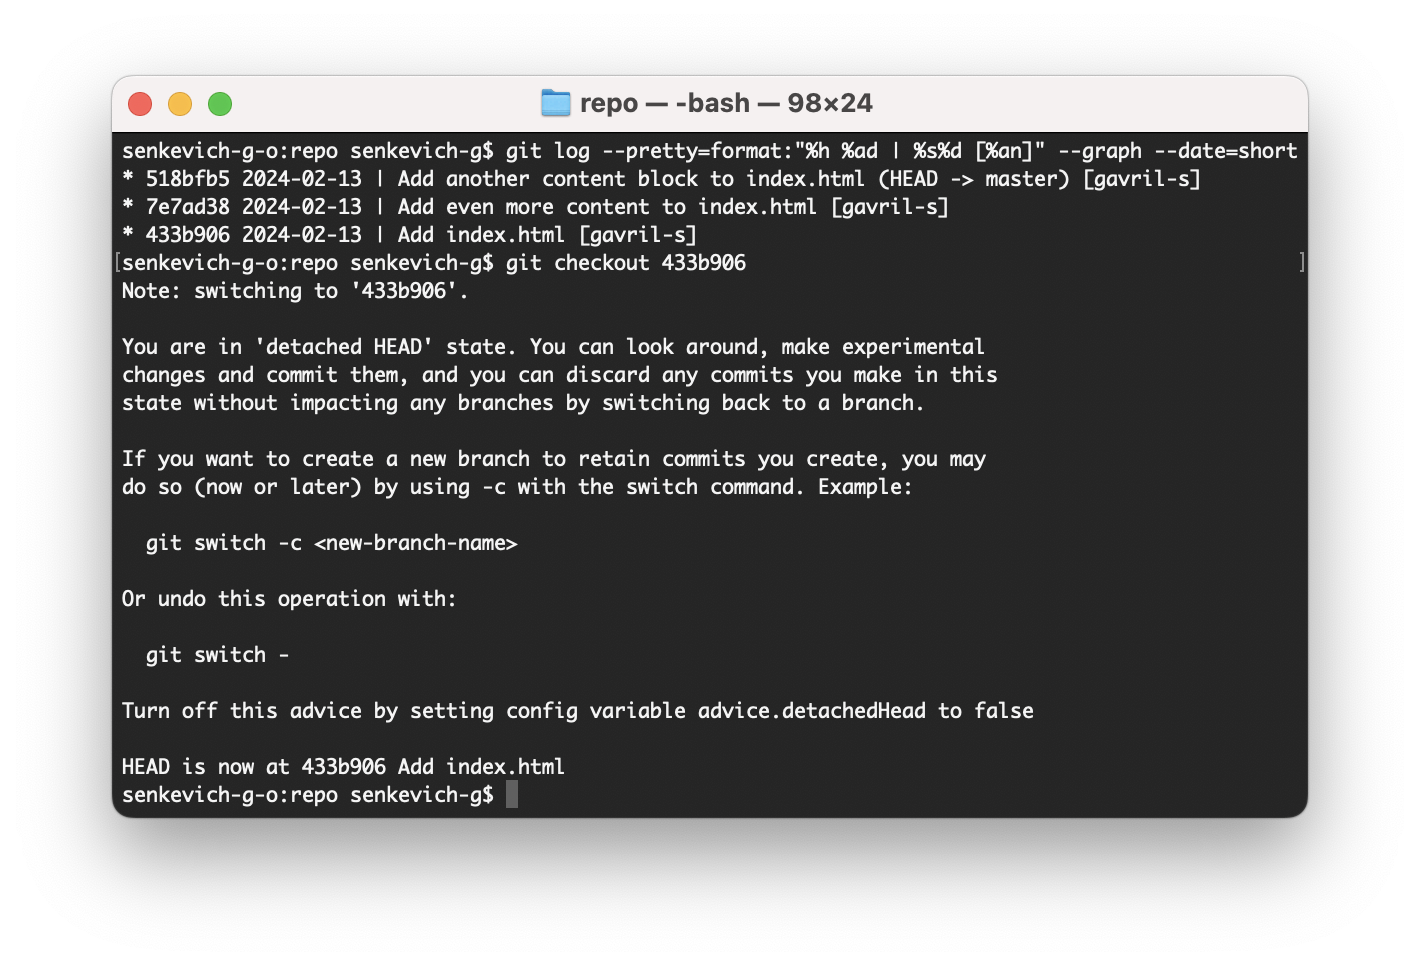 repo — -bash — 98×24
senkevich-g-o:repo senkevich-g$ git log --pretty=format:"%h %ad | %s%d [%an]" --graph --date=short
* 518bfb5 2024-02-13 | Add another content block to index.html (HEAD -> master) [gavril-s]
* 7e7ad38 2024-02-13 | Add even more content to index.html [gavril-s]
* 433b906 2024-02-13 | Add index.html [gavril-s]
[senkevich-g-o:repo senkevich-g$ git checkout 433b906 ]
Note: switching to '433b906'.

You are in 'detached HEAD' state. You can look around, make experimental
changes and commit them, and you can discard any commits you make in this
state without impacting any branches by switching back to a branch.

If you want to create a new branch to retain commits you create, you may
do so (now or later) by using -c with the switch command. Example:

  git switch -c <new-branch-name>

Or undo this operation with:

  git switch -

Turn off this advice by setting config variable advice.detachedHead to false

HEAD is now at 433b906 Add index.html
senkevich-g-o:repo senkevich-g$